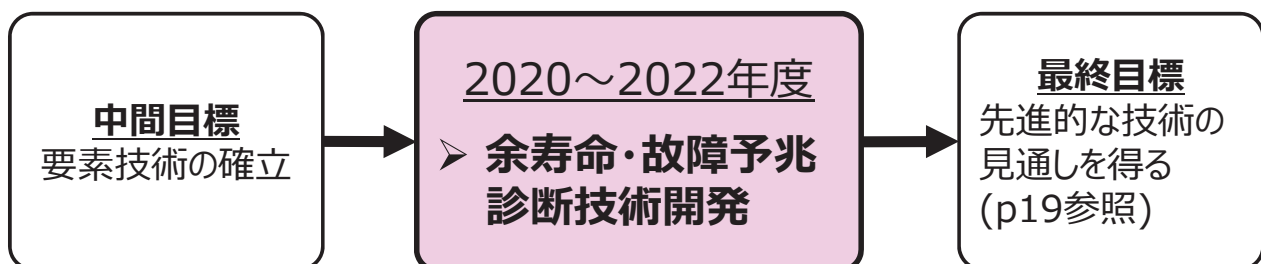 中間目標
要素技術の確立
2020～2022年度
➢ 余寿命・故障予兆
診断技術開発
最終目標
先進的な技術の
見通しを得る
(p19参照)